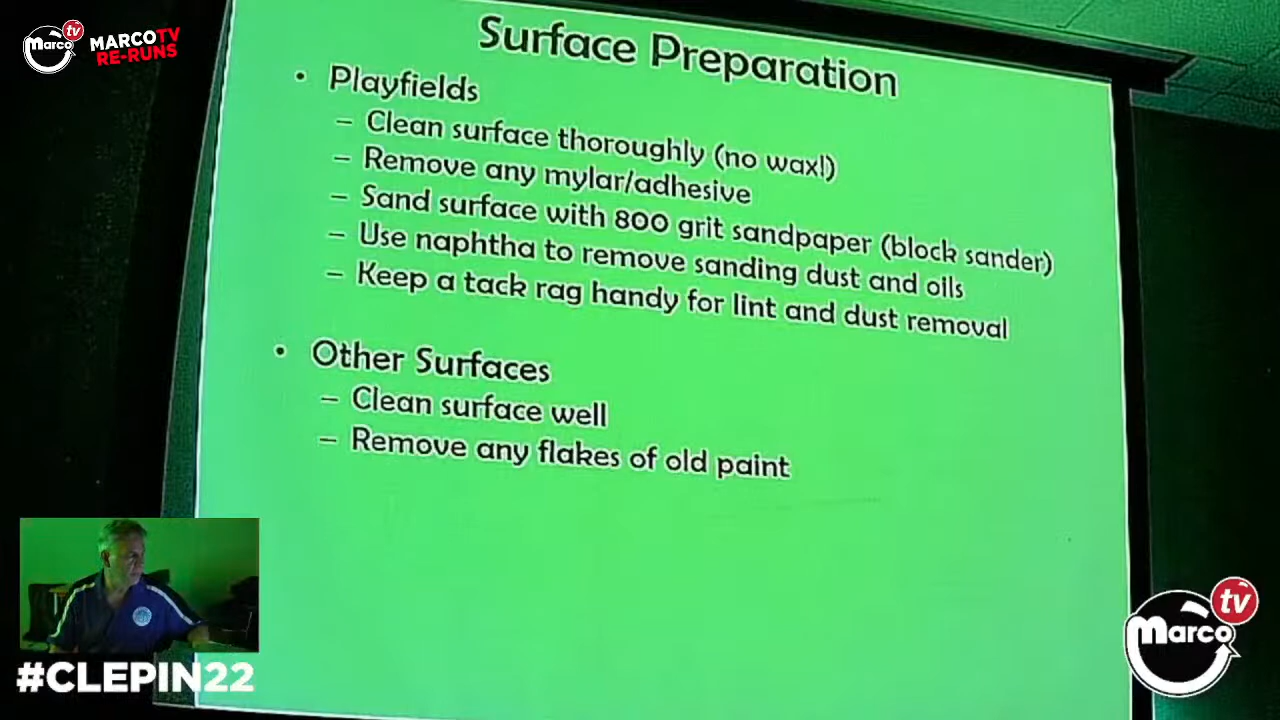 Marco tv
MARCOTV
RE-RUNS
Surface Preparation
• Playfields
– Clean surface thoroughly (no wax!)
– Remove any mylar/adhesive
– Sand surface with 800 grit sandpaper (block sander)
– Use naphtha to remove sanding dust and oils
– Keep a tack rag handy for lint and dust removal
• Other Surfaces
– Clean surface well
– Remove any flakes of old paint
#CLEPIN22
marco tv